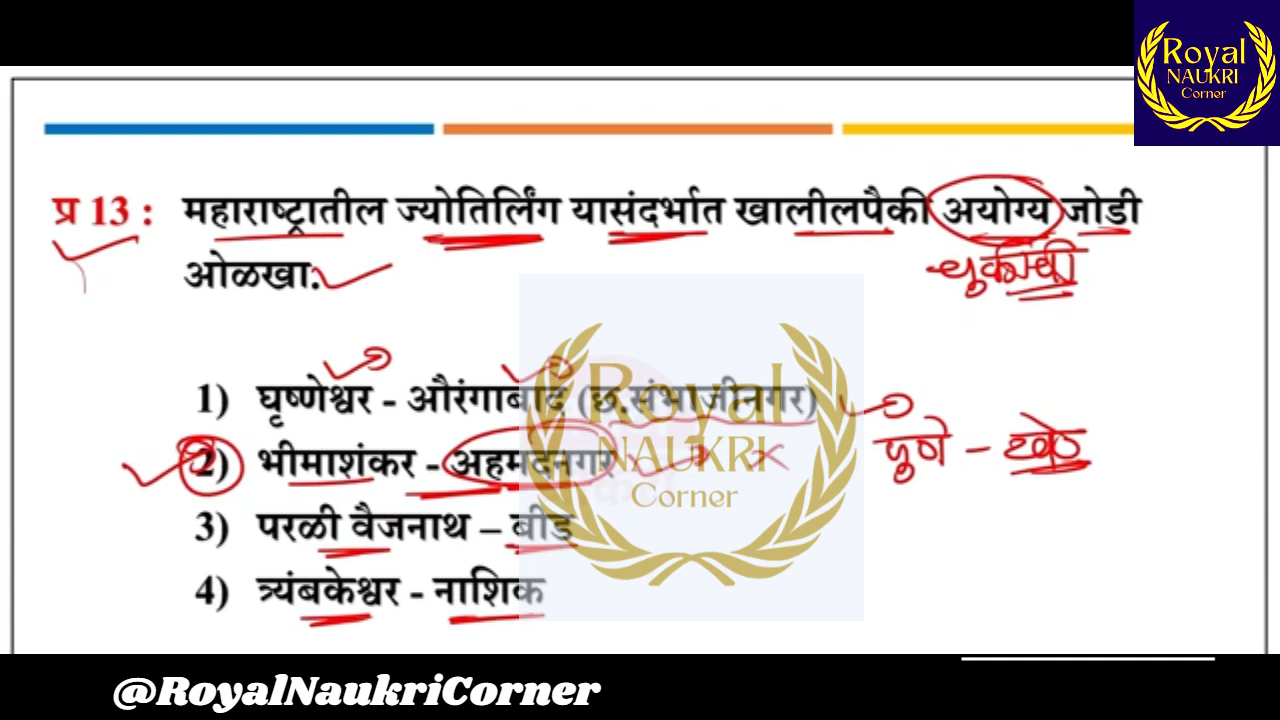 Royal
NAUKRI
Corner
प्र 13 : महाराष्ट्रातील ज्योतिर्लिंग यासंदर्भात खालीलपैकी अयोग्य जोडी
ओळखा:
चुकीची
1) घृष्णेश्वर - औरंगाबाद (छ.संभाजीनगर)
2) भीमाशंकर - अहमदनगर
पुणे - खेड
3) परळी वैजनाथ – बीड
4) त्र्यंबकेश्वर - नाशिक
Royal
NAUKRI
Corner
@RoyalNaukriCorner